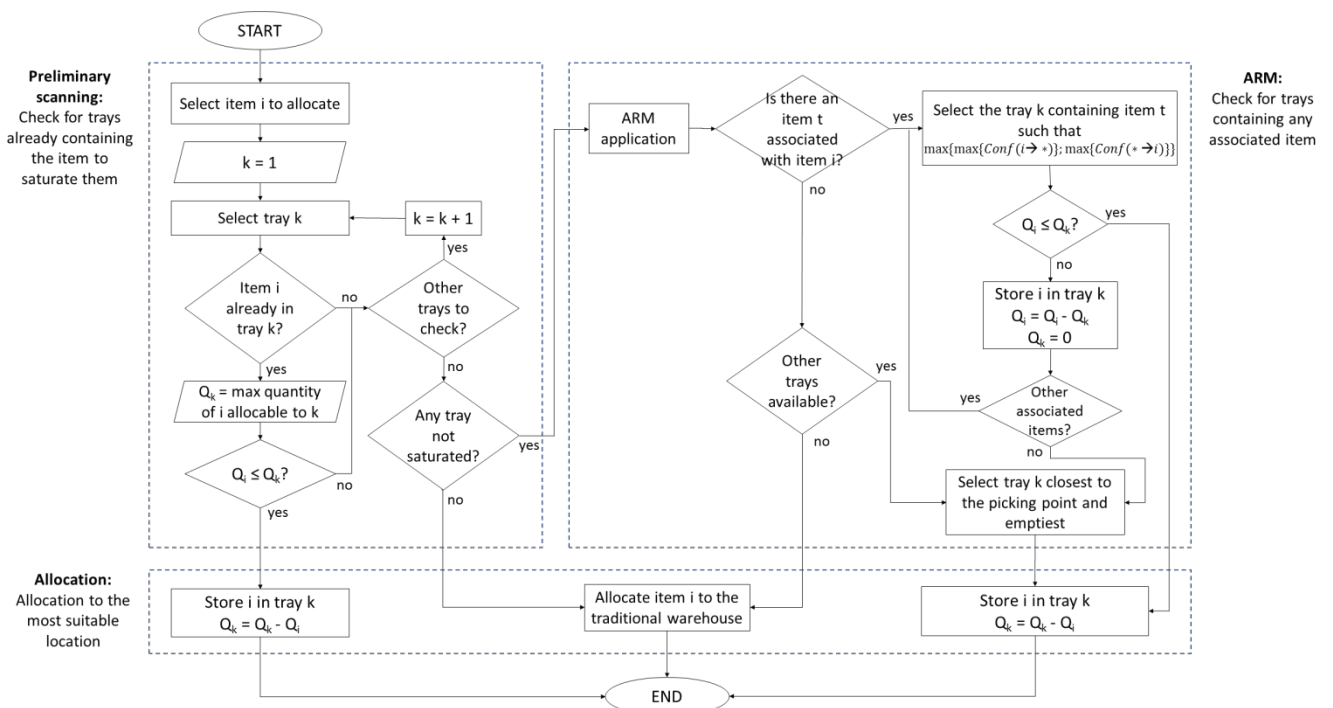 START
Preliminary
scanning:
Check for trays
already containing
the item to
saturate them
Select item i to allocate
k = 1
Select tray k
k = k + 1
yes
Item i
already in
tray k?
no
Other
trays to
check?
yes
no
Qk = max quantity
of i allocable to k
Any tray
not
saturated?
yes
no
Qi ≤ Qk?
no
yes
ARM:
Check for trays
containing any
associated item
ARM
application
Is there an
item t
associated
with item i?
yes
no
Select the tray k containing item t
such that
max{max{Conf(i→ *)}; max{Conf(* →i)}}
Qi ≤ Qk?
yes
no
Store i in tray k
Qi = Qi - Qk
Qk = 0
Other
trays
available?
yes
no
Other
associated
items?
yes
no
Select tray k closest to
the picking point and
emptiest
Allocation:
Allocation to the
most suitable
location
Store i in tray k
Qk = Qk - Qi
Allocate item i to the
traditional warehouse
Store i in tray k
Qk = Qk - Qi
END